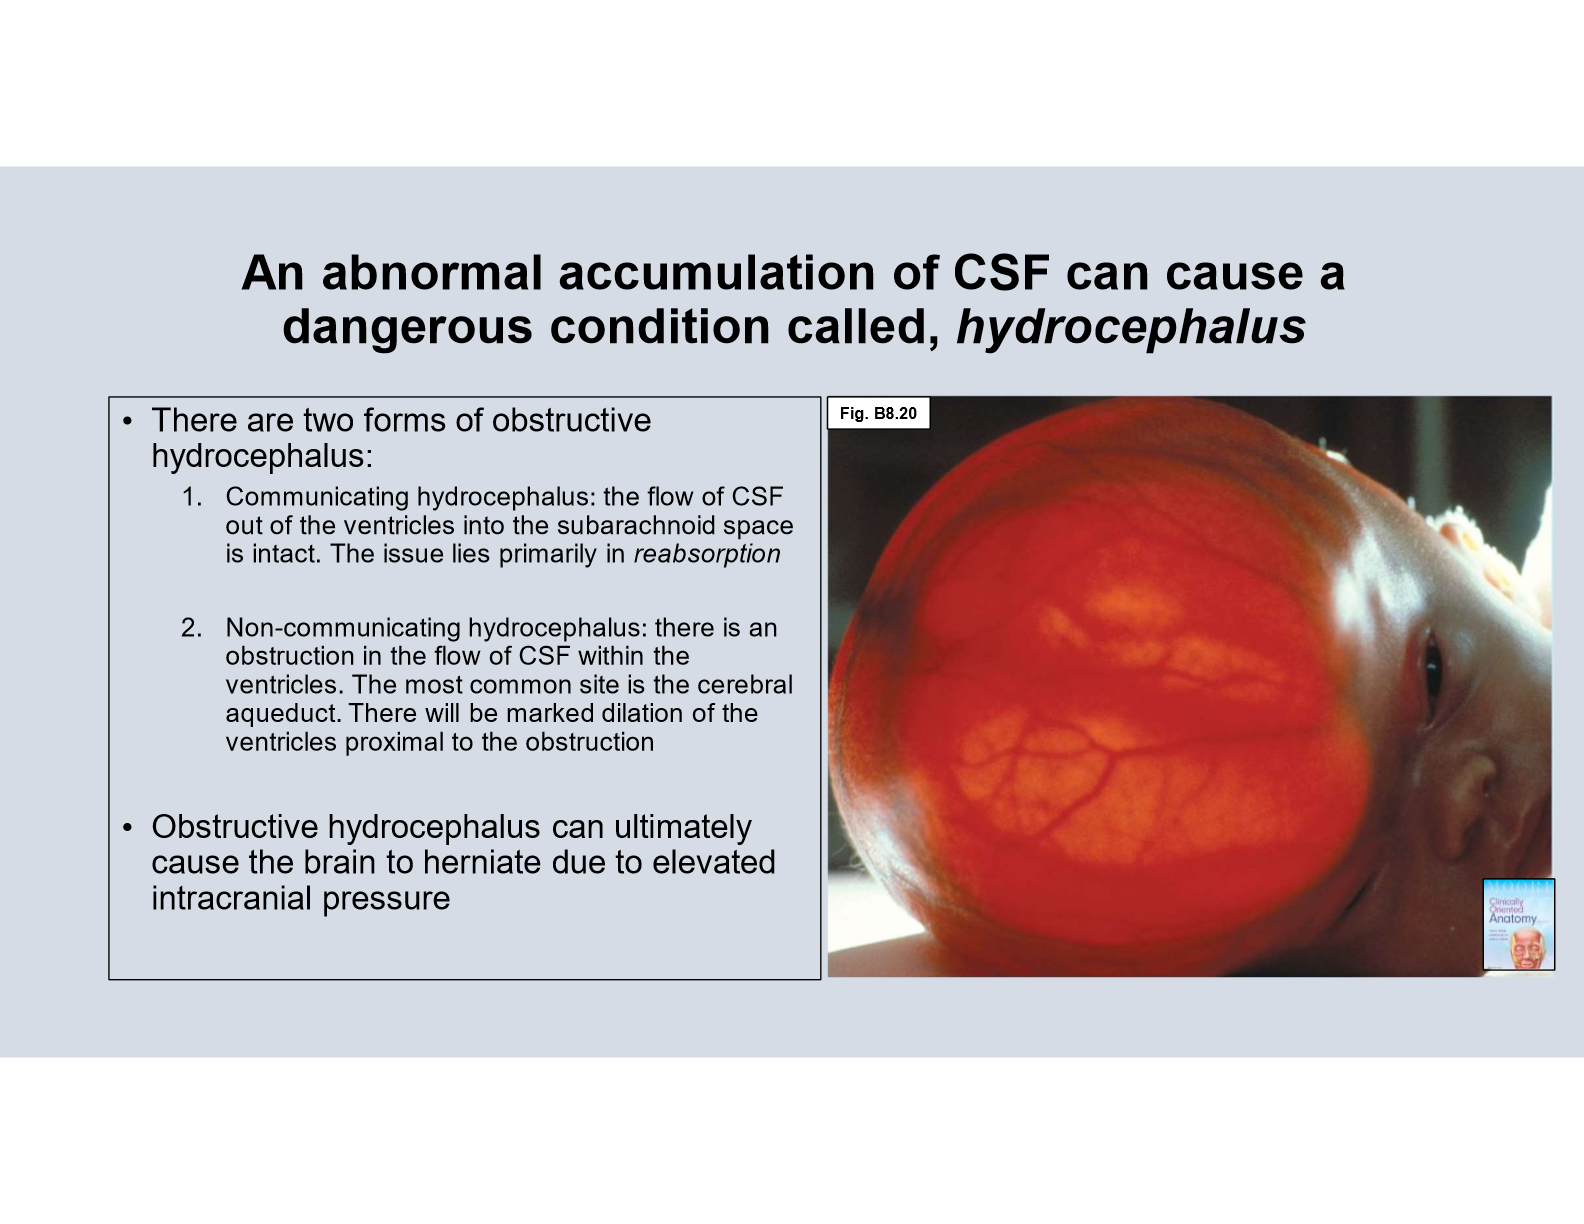 An abnormal accumulation of CSF can cause a
dangerous condition called, hydrocephalus
• There are two forms of obstructive
hydrocephalus:
1. Communicating hydrocephalus: the flow of CSF
out of the ventricles into the subarachnoid space
is intact. The issue lies primarily in reabsorption
2. Non-communicating hydrocephalus: there is an
obstruction in the flow of CSF within the
ventricles. The most common site is the cerebral
aqueduct. There will be marked dilation of the
ventricles proximal to the obstruction
• Obstructive hydrocephalus can ultimately
cause the brain to herniate due to elevated
intracranial pressure
Fig. B8.20
MOORE
Clinically
Oriented
Anatomy